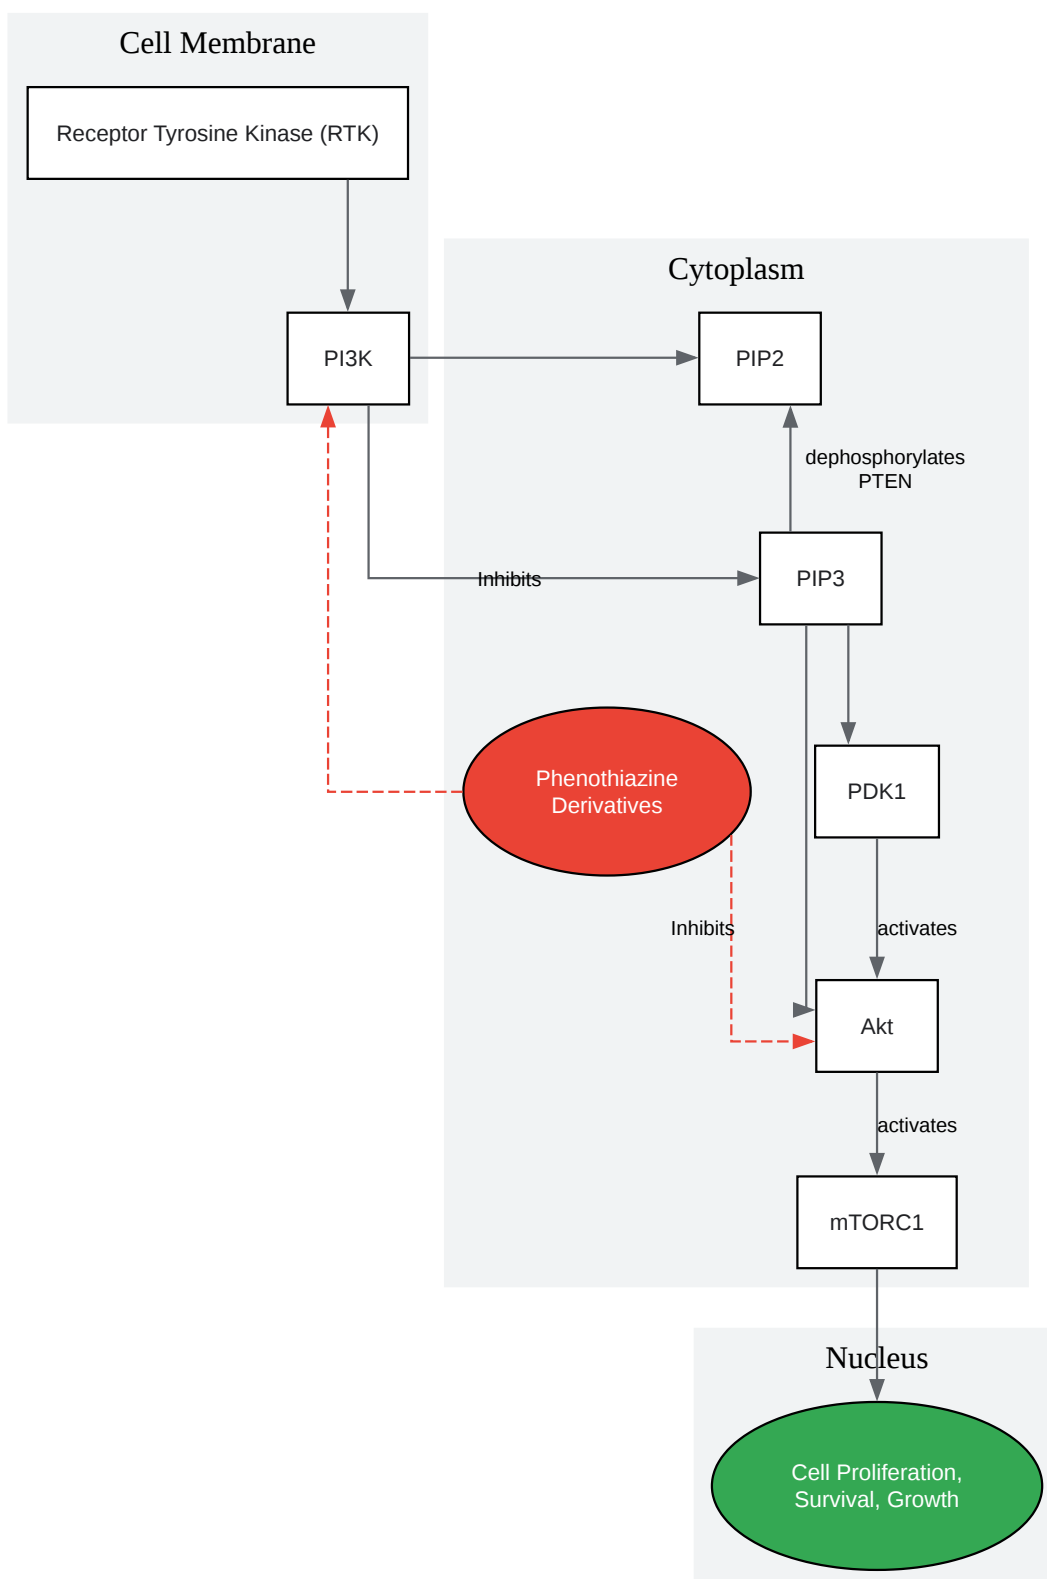 Cell Membrane
Receptor Tyrosine Kinase (RTK)
Cytoplasm
PI3K
PIP2
dephosphorylates
PTEN
Inhibits
PIP3
Phenothiazine
Derivatives
PDK1
Inhibits
activates
Akt
activates
mTORC1
Nucleus
Cell Proliferation,
Survival, Growth